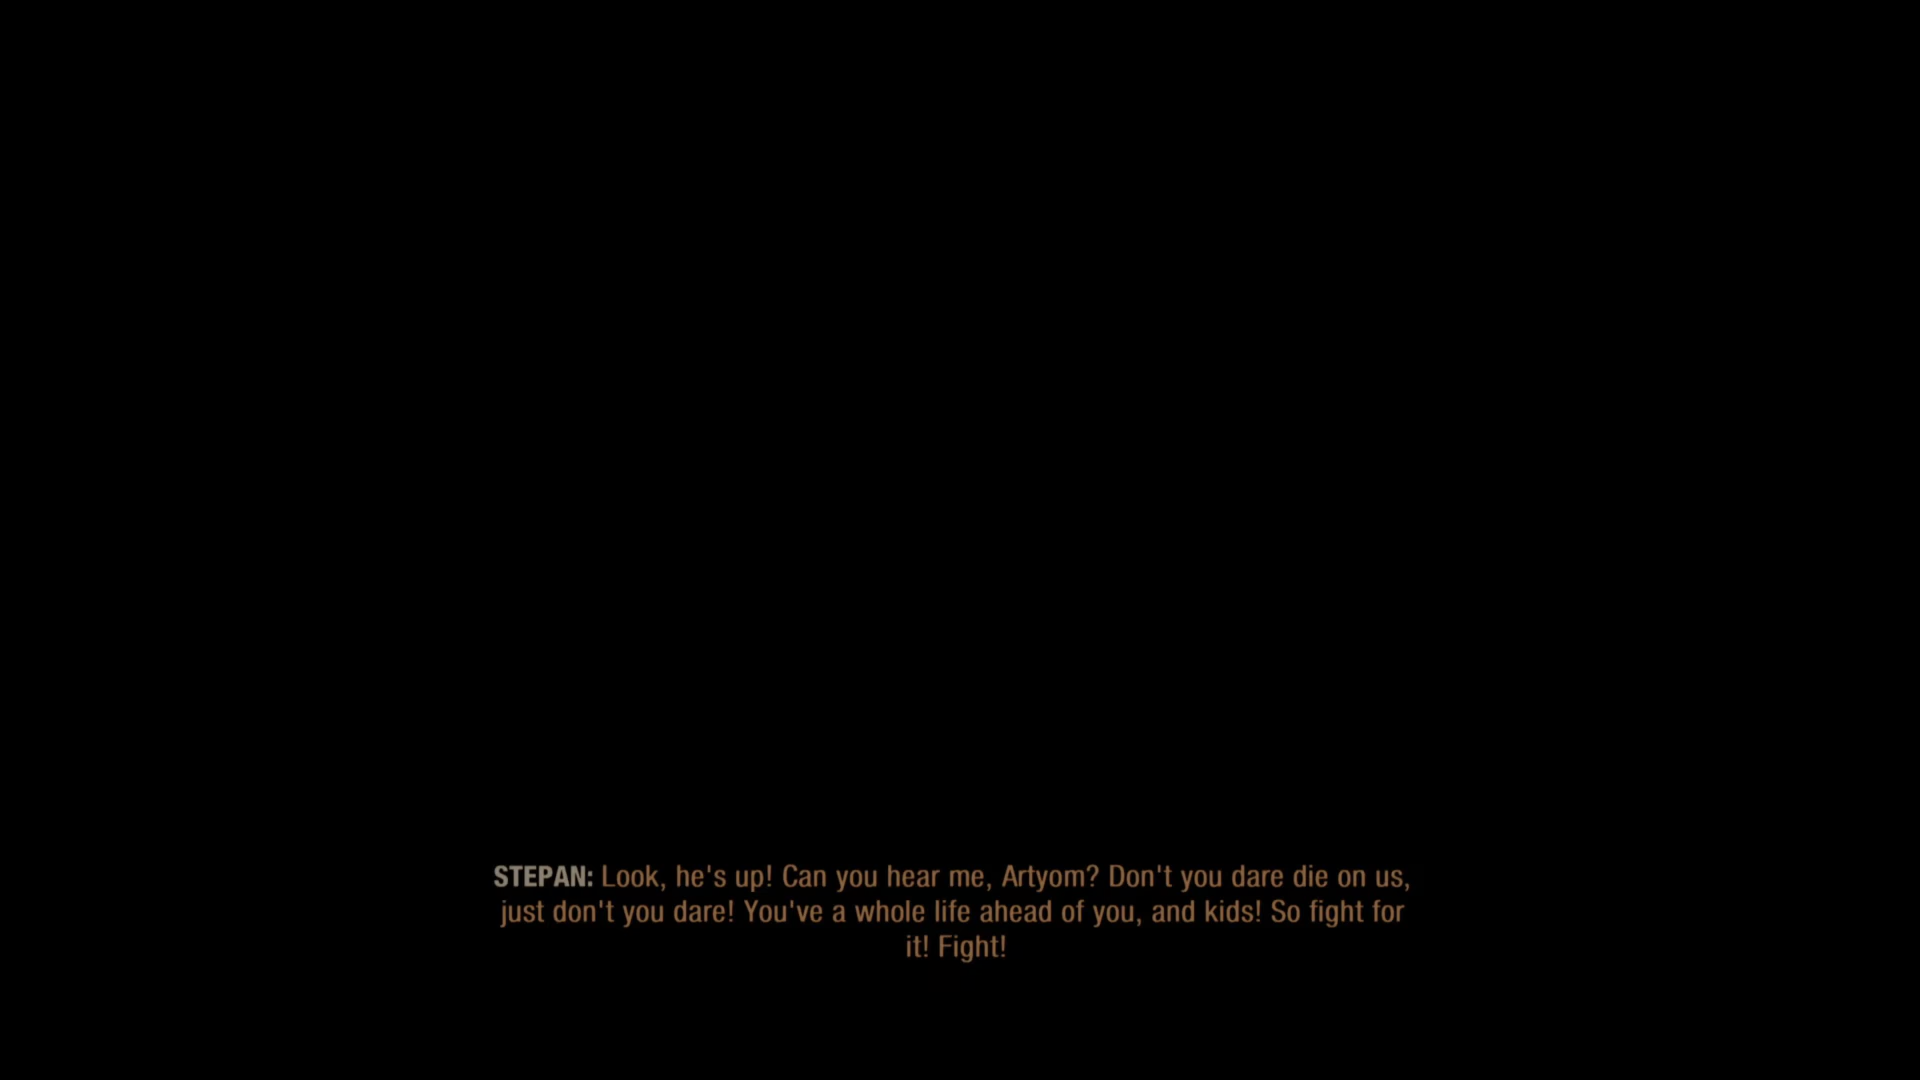 STEPAN: Look, he's up! Can you hear me, Artyom? Don't you dare die on us,
just don't you dare! You've a whole life ahead of you, and kids! So fight for
it! Fight!